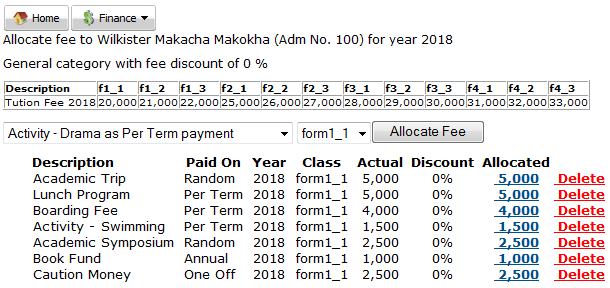 Home Finance
Allocate fee to Wilkister Makacha Makokha (Adm No. 100) for year 2018
General category with fee discount of 0 %
Description f1_1 f1_2 f1_3 f2_1 f2_2 f2_3 f3_1 f3_2 f3_3 f4_1 f4_2 f4_3
Tution Fee 2018 20,000 21,000 22,000 25,000 26,000 27,000 28,000 29,000 30,000 31,000 32,000 33,000
Activity - Drama as Per Term payment form1_1 Allocate Fee
Description Paid On Year Class Actual Discount Allocated
Academic Trip Random 2018 form1_1 5,000 0% 5,000 Delete
Lunch Program Per Term 2018 form1_1 5,000 0% 5,000 Delete
Boarding Fee Per Term 2018 form1_1 4,000 0% 4,000 Delete
Activity - Swimming Per Term 2018 form1_1 1,500 0% 1,500 Delete
Academic Symposium Random 2018 form1_1 2,500 0% 2,500 Delete
Book Fund Annual 2018 form1_1 1,000 0% 1,000 Delete
Caution Money One Off 2018 form1_1 2,500 0% 2,500 Delete